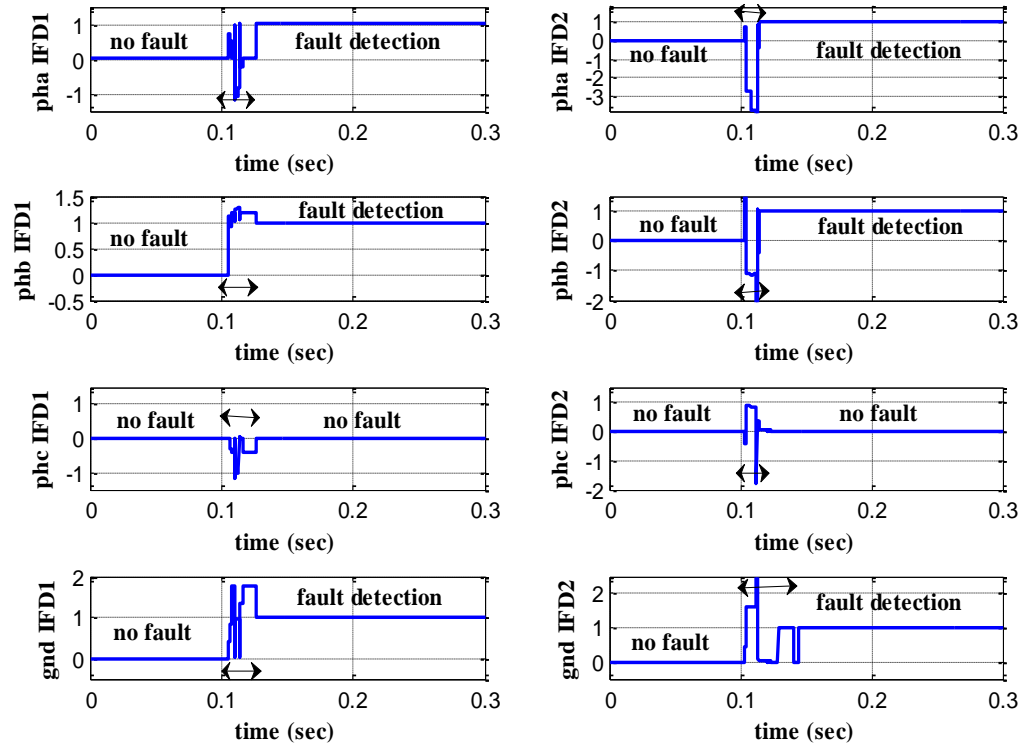 pha IFD1
1
0
-1
no fault
fault detection
0
0.1
0.2
0.3
time (sec)
pha IFD2
1
0
-1
-2
-3
no fault
fault detection
0
0.1
0.2
0.3
time (sec)
phb IFD1
1.5
1
0.5
0
-0.5
no fault
fault detection
0
0.1
0.2
0.3
time (sec)
phb IFD2
1
0
-1
-2
no fault
fault detection
0
0.1
0.2
0.3
time (sec)
phc IFD1
1
0
-1
no fault
no fault
0
0.1
0.2
0.3
time (sec)
phc IFD2
1
0
-1
-2
no fault
no fault
0
0.1
0.2
0.3
time (sec)
gnd IFD1
2
1
0
no fault
fault detection
0
0.1
0.2
0.3
time (sec)
gnd IFD2
2
1
0
no fault
fault detection
0
0.1
0.2
0.3
time (sec)